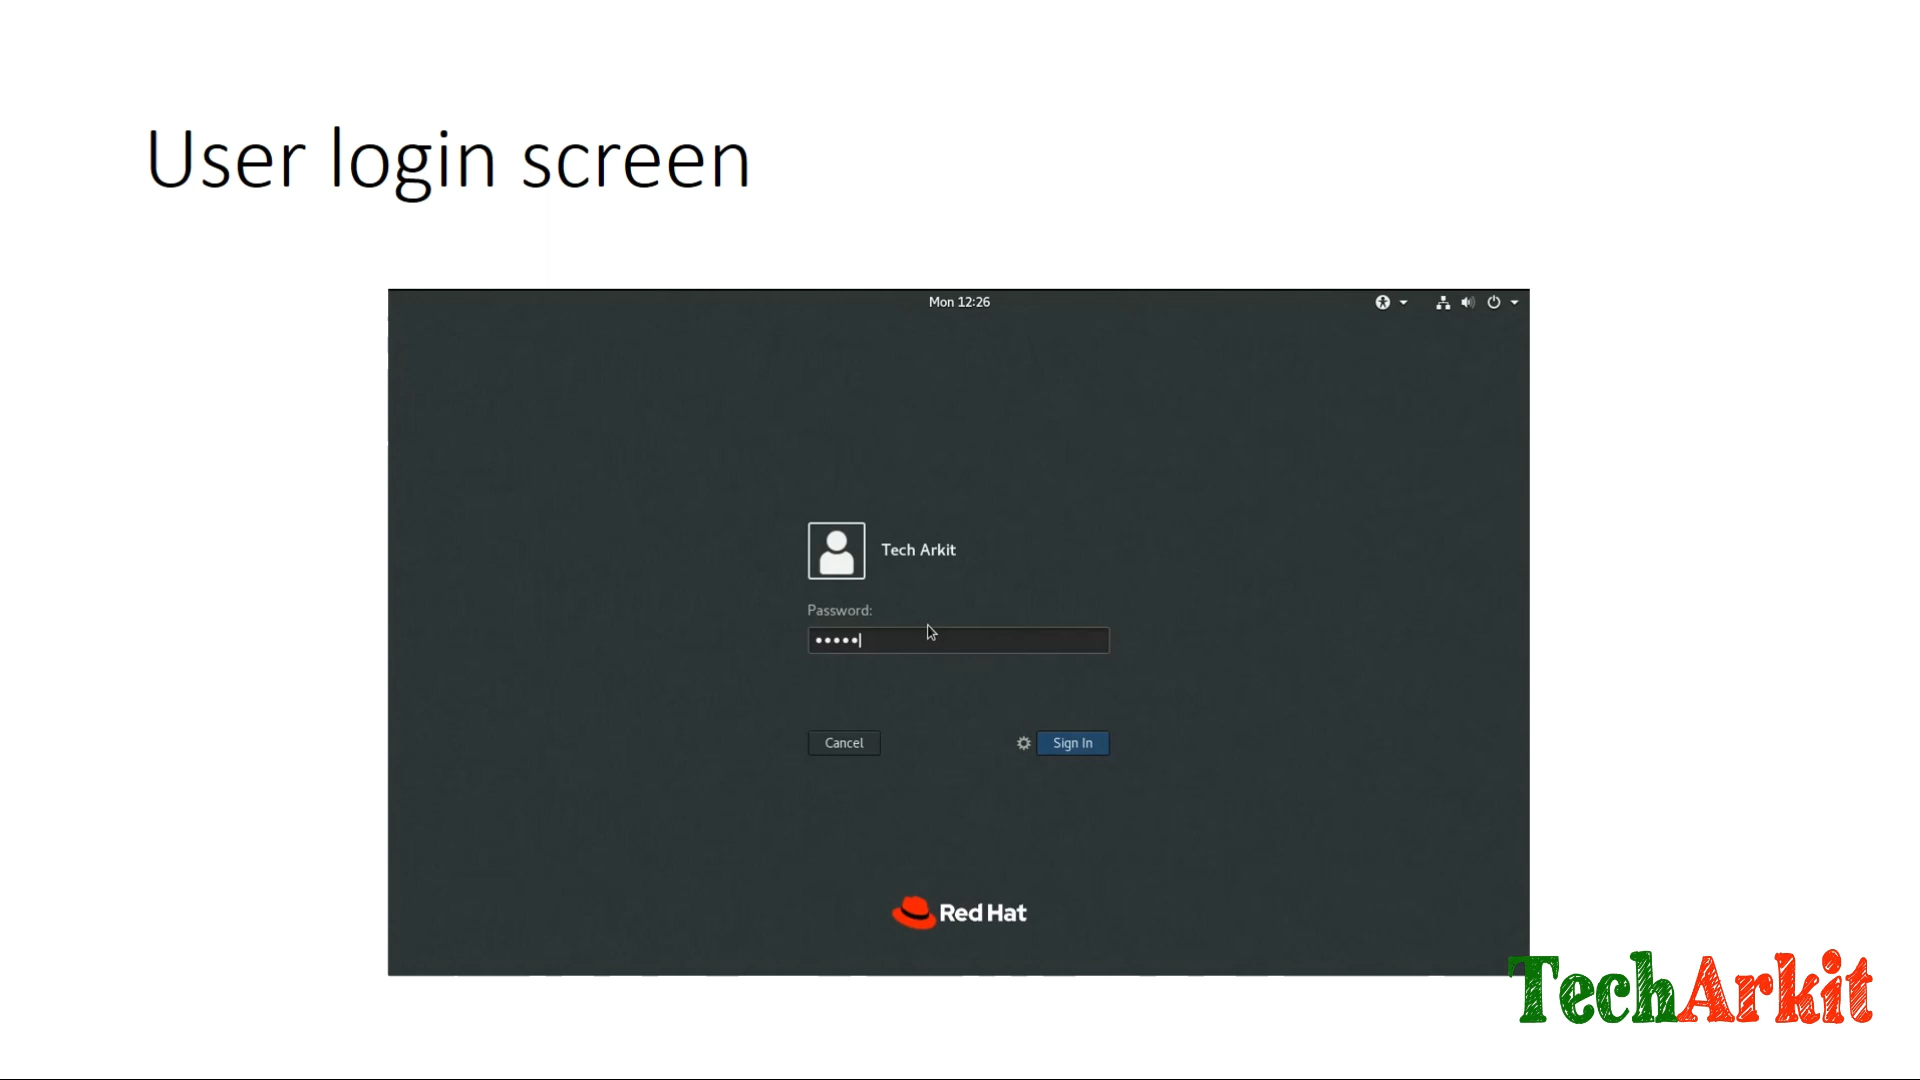 User login screen
Mon 12:26
Tech Arkit
Password:
•••••
Cancel
Sign In
Red Hat
TechArkit